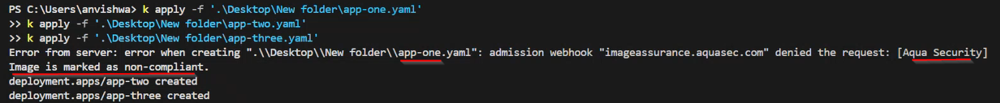 PS C:\Users\anvishwa> k apply -f '.\Desktop\New folder\app-one.yaml'
>> k apply -f '.\Desktop\New folder\app-two.yaml'
>> k apply -f '.\Desktop\New folder\app-three.yaml'
Error from server: error when creating ".\\Desktop\\New folder\\app-one.yaml": admission webhook "imageassurance.aquasec.com" denied the request: [Aqua Security]
Image is marked as non-compliant.
deployment.apps/app-two created
deployment.apps/app-three created